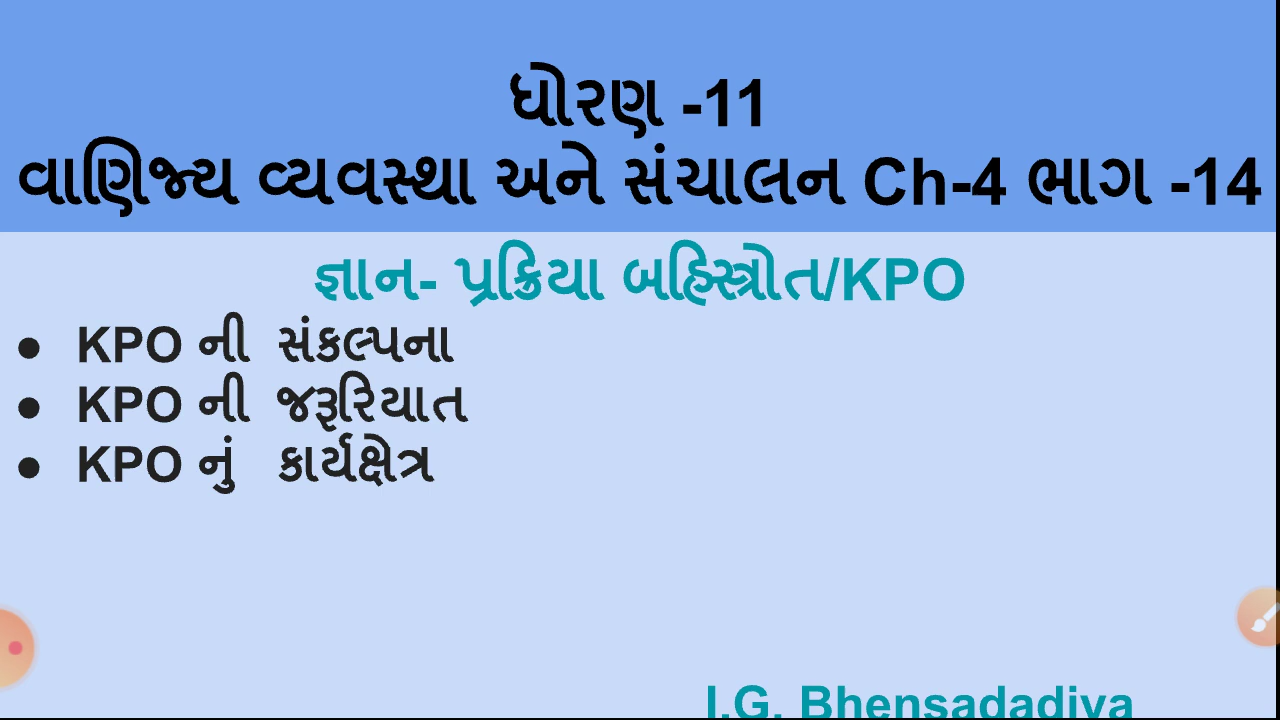 ધોરણ -11
વાણિજ્ય વ્યવસ્થા અને સંચાલન Ch-4 ભાગ -14
જ્ઞાન- પ્રક્રિયા બહિસ્ત્રોત/KPO
● KPO ની સંકલ્પના
● KPO ની જરૂરિયાત
● KPO નું કાર્યક્ષેત્ર
I.G. Bhensadadiya